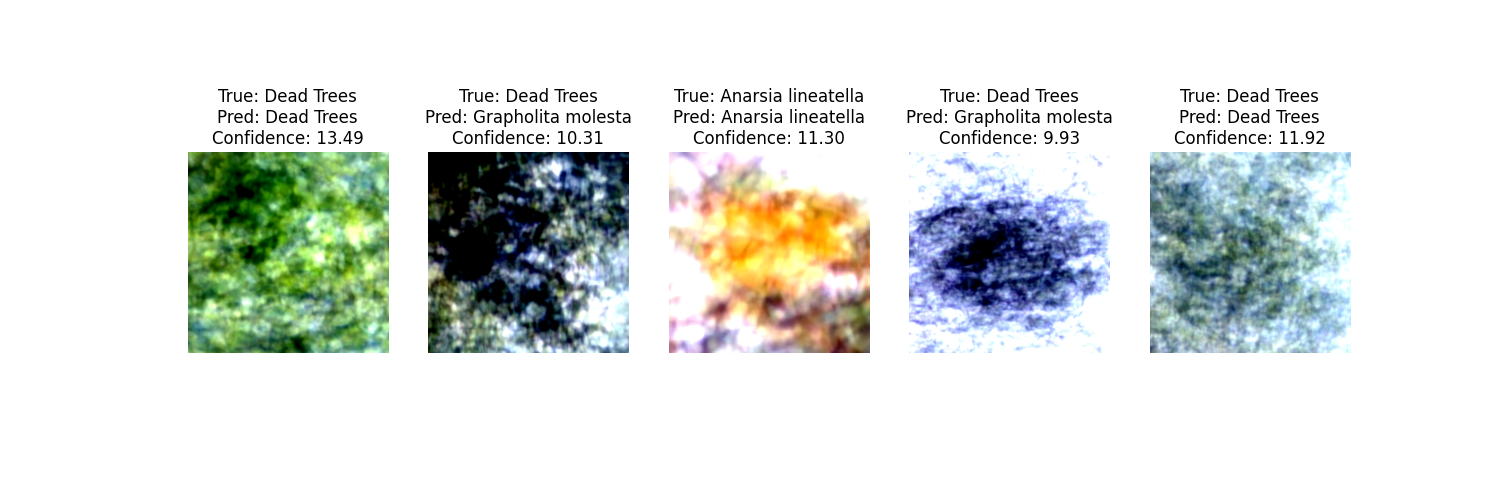 True: Dead Trees
Pred: Dead Trees
Confidence: 13.49
True: Dead Trees
Pred: Grapholita molesta
Confidence: 10.31
True: Anarsia lineatella
Pred: Anarsia lineatella
Confidence: 11.30
True: Dead Trees
Pred: Grapholita molesta
Confidence: 9.93
True: Dead Trees
Pred: Dead Trees
Confidence: 11.92